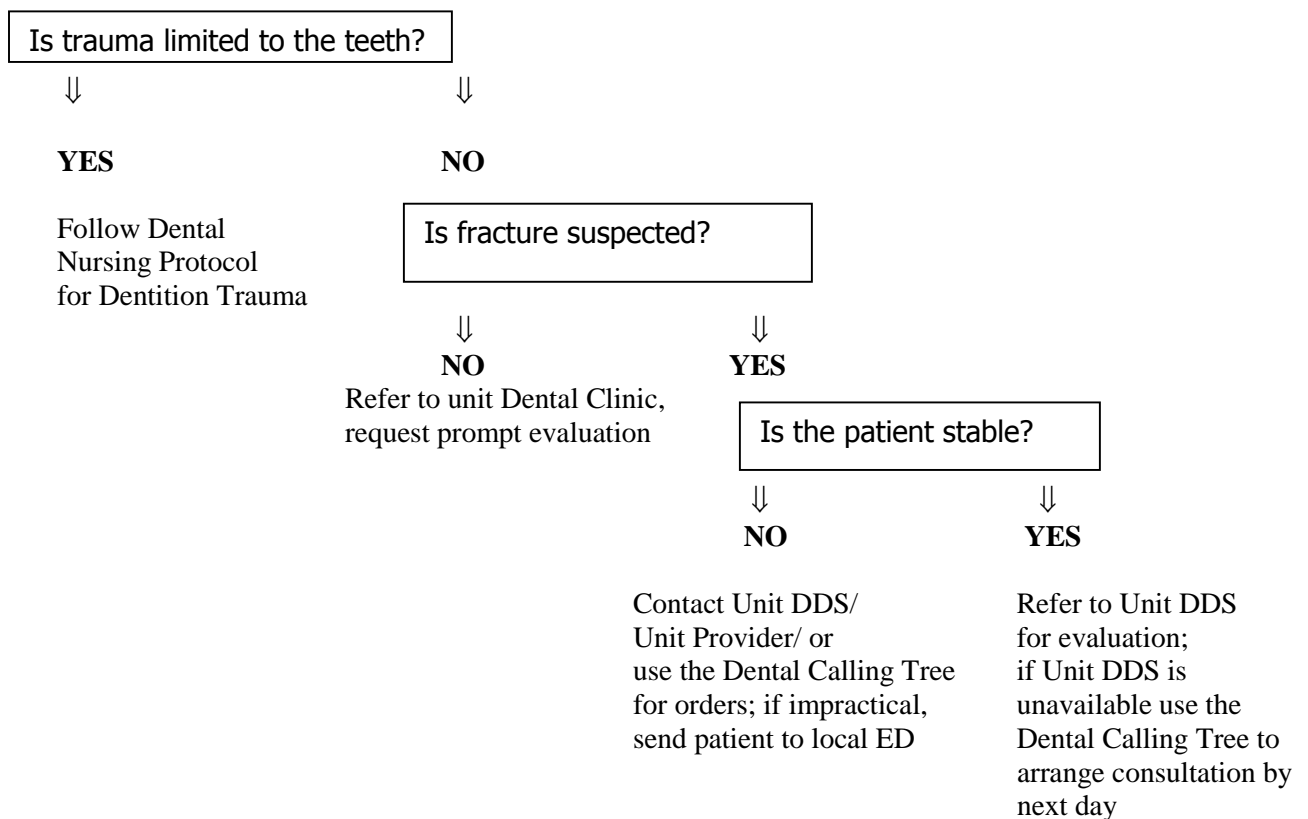 Is trauma limited to the teeth?
⇓ ⇓
YES NO
Follow Dental
Nursing Protocol
for Dentition Trauma
Is fracture suspected?
⇓ ⇓
NO YES
Refer to unit Dental Clinic,
request prompt evaluation
Is the patient stable?
⇓ ⇓
NO YES
Contact Unit DDS/
Unit Provider/ or
use the Dental Calling Tree
for orders; if impractical,
send patient to local ED
Refer to Unit DDS
for evaluation;
if Unit DDS is
unavailable use the
Dental Calling Tree to
arrange consultation by
next day